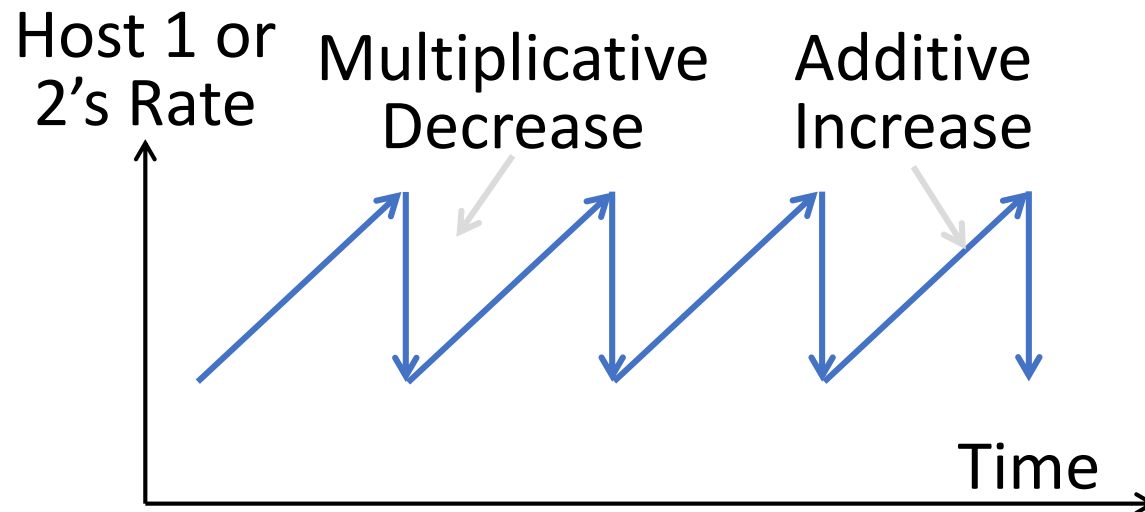 Host 1 or
2’s Rate
Multiplicative
Decrease
Additive
Increase
Time